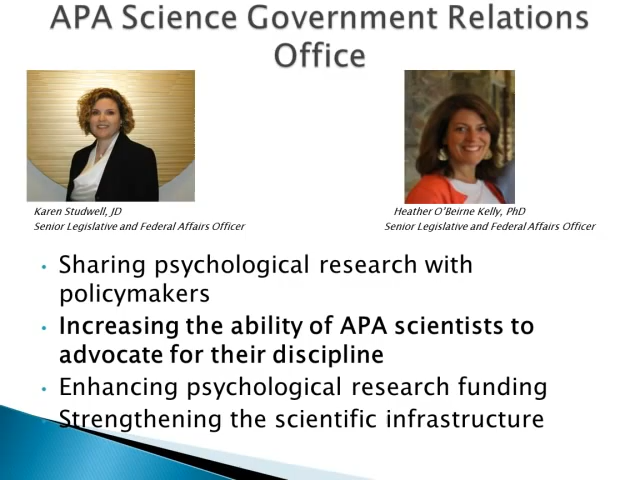 APA Science Government Relations
Office
Karen Studwell, JD
Senior Legislative and Federal Affairs Officer
Heather O'Beirne Kelly, PhD
Senior Legislative and Federal Affairs Officer
• Sharing psychological research with
policymakers
• Increasing the ability of APA scientists to
advocate for their discipline
• Enhancing psychological research funding
• Strengthening the scientific infrastructure